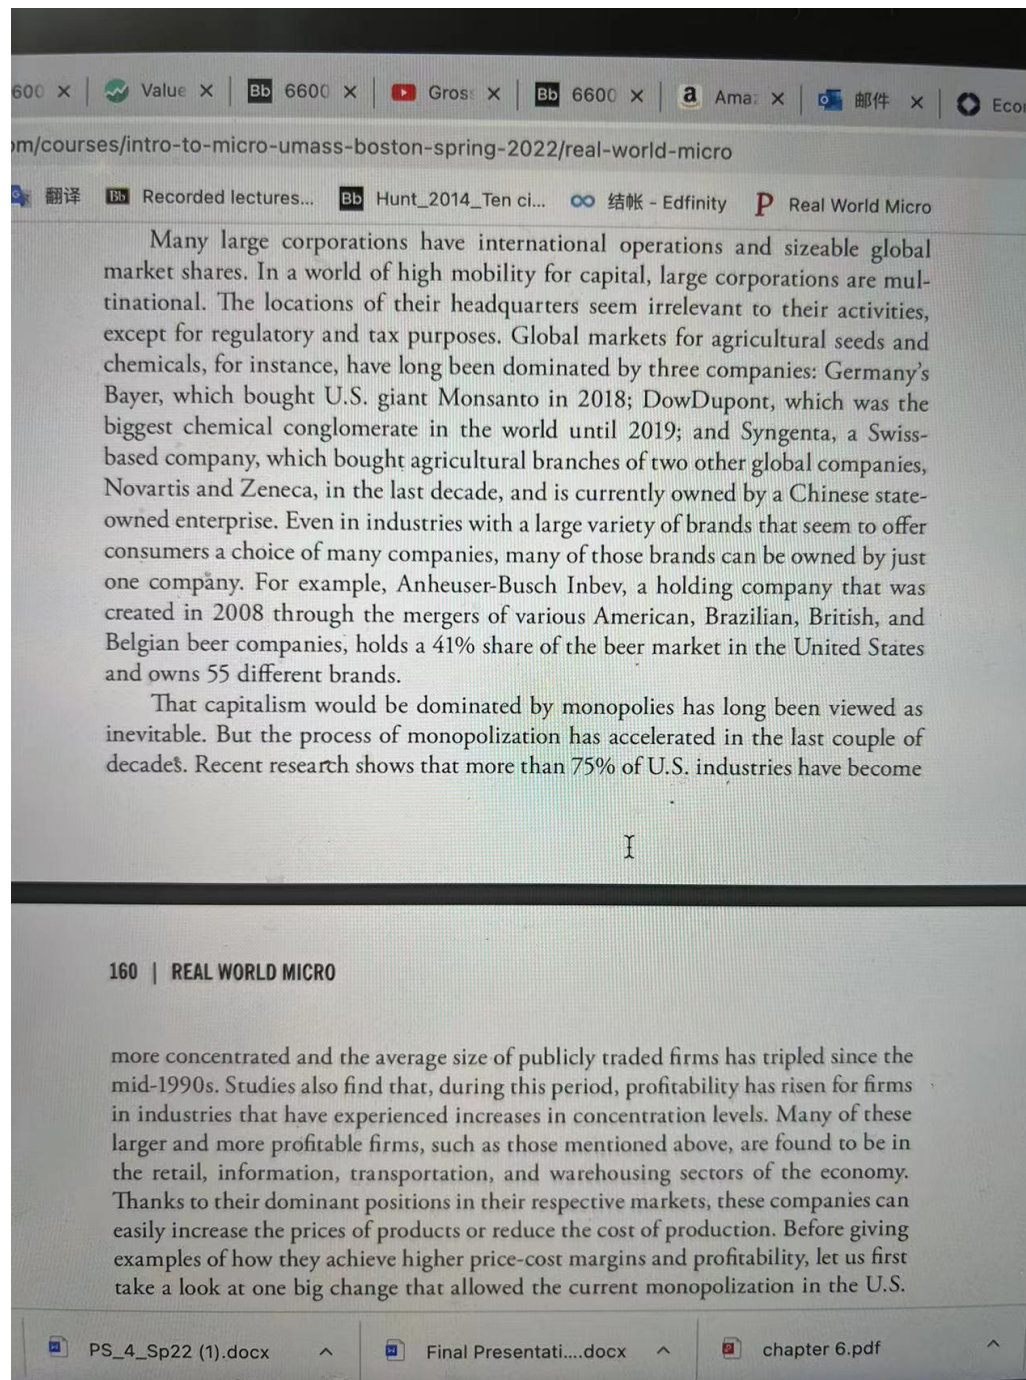 600 × Value × Bb 6600 × Gros × Bb 6600 × a Ama × 邮件 × Eco
om/courses/intro-to-micro-umass-boston-spring-2022/real-world-micro
翻译 Bb Recorded lectures... Bb Hunt_2014_Ten ci... 结帐 - Edfinity P Real World Micro
Many large corporations have international operations and sizeable global
market shares. In a world of high mobility for capital, large corporations are mul-
tinational. The locations of their headquarters seem irrelevant to their activities,
except for regulatory and tax purposes. Global markets for agricultural seeds and
chemicals, for instance, have long been dominated by three companies: Germany's
Bayer, which bought U.S. giant Monsanto in 2018; DowDupont, which was the
biggest chemical conglomerate in the world until 2019; and Syngenta, a Swiss-
based company, which bought agricultural branches of two other global companies,
Novartis and Zeneca, in the last decade, and is currently owned by a Chinese state-
owned enterprise. Even in industries with a large variety of brands that seem to offer
consumers a choice of many companies, many of those brands can be owned by just
one company. For example, Anheuser-Busch Inbev, a holding company that was
created in 2008 through the mergers of various American, Brazilian, British, and
Belgian beer companies, holds a 41% share of the beer market in the United States
and owns 55 different brands.
That capitalism would be dominated by monopolies has long been viewed as
inevitable. But the process of monopolization has accelerated in the last couple of
decades. Recent research shows that more than 75% of U.S. industries have become
160 | REAL WORLD MICRO
more concentrated and the average size of publicly traded firms has tripled since the
mid-1990s. Studies also find that, during this period, profitability has risen for firms
in industries that have experienced increases in concentration levels. Many of these
larger and more profitable firms, such as those mentioned above, are found to be in
the retail, information, transportation, and warehousing sectors of the economy.
Thanks to their dominant positions in their respective markets, these companies can
easily increase the prices of products or reduce the cost of production. Before giving
examples of how they achieve higher price-cost margins and profitability, let us first
take a look at one big change that allowed the current monopolization in the U.S.
PS_4_Sp22 (1).docx Final Presentati....docx chapter 6.pdf